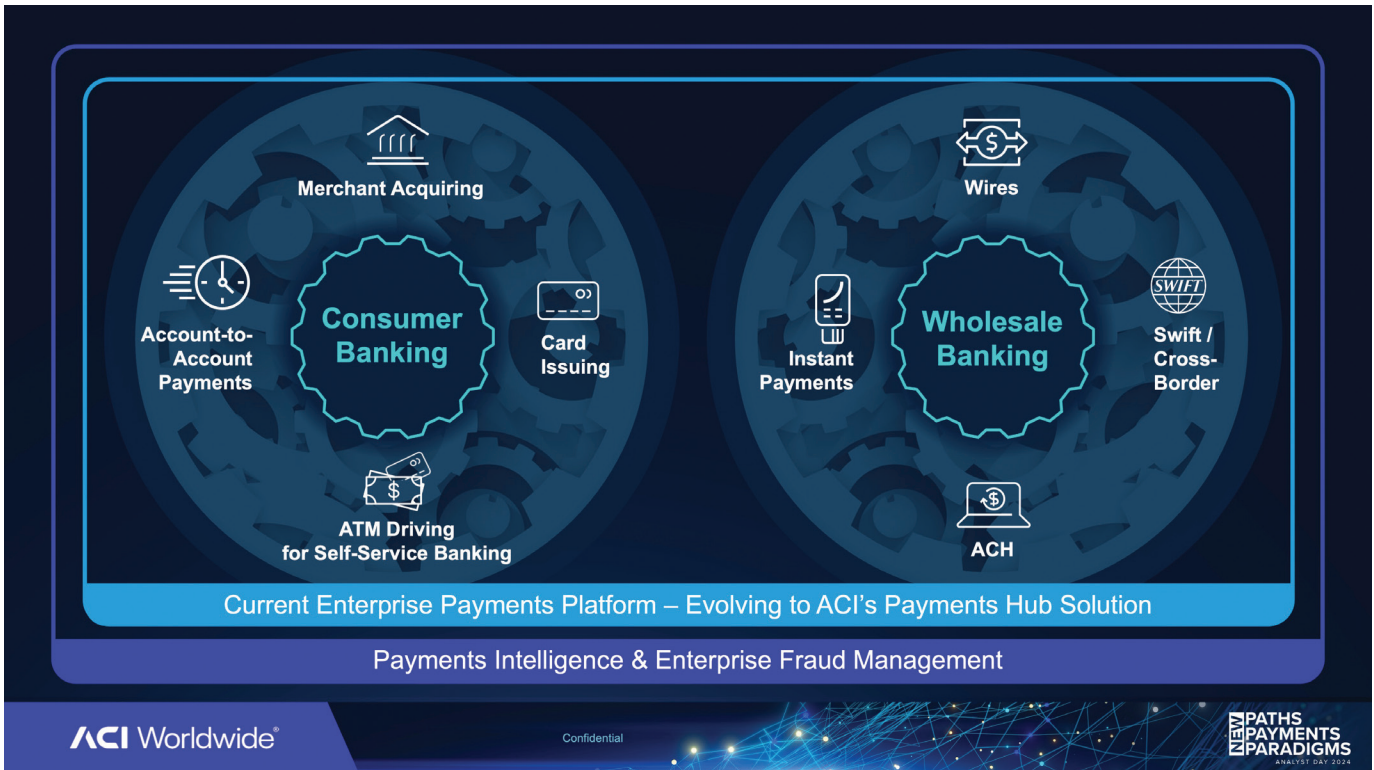 Merchant Acquiring
Account-to-
Account
Payments
Consumer
Banking
Card
Issuing
$
ATM Driving
for Self-Service Banking
$
Wires
Instant
Payments
Wholesale
Banking
SWIFT
Swift /
Cross-
Border
$
ACH
Current Enterprise Payments Platform – Evolving to ACI's Payments Hub Solution
Payments Intelligence & Enterprise Fraud Management
ACI Worldwide®
Confidential
NEW
PATHS
PAYMENTS
PARADIGMS
ANALYST DAY 2024